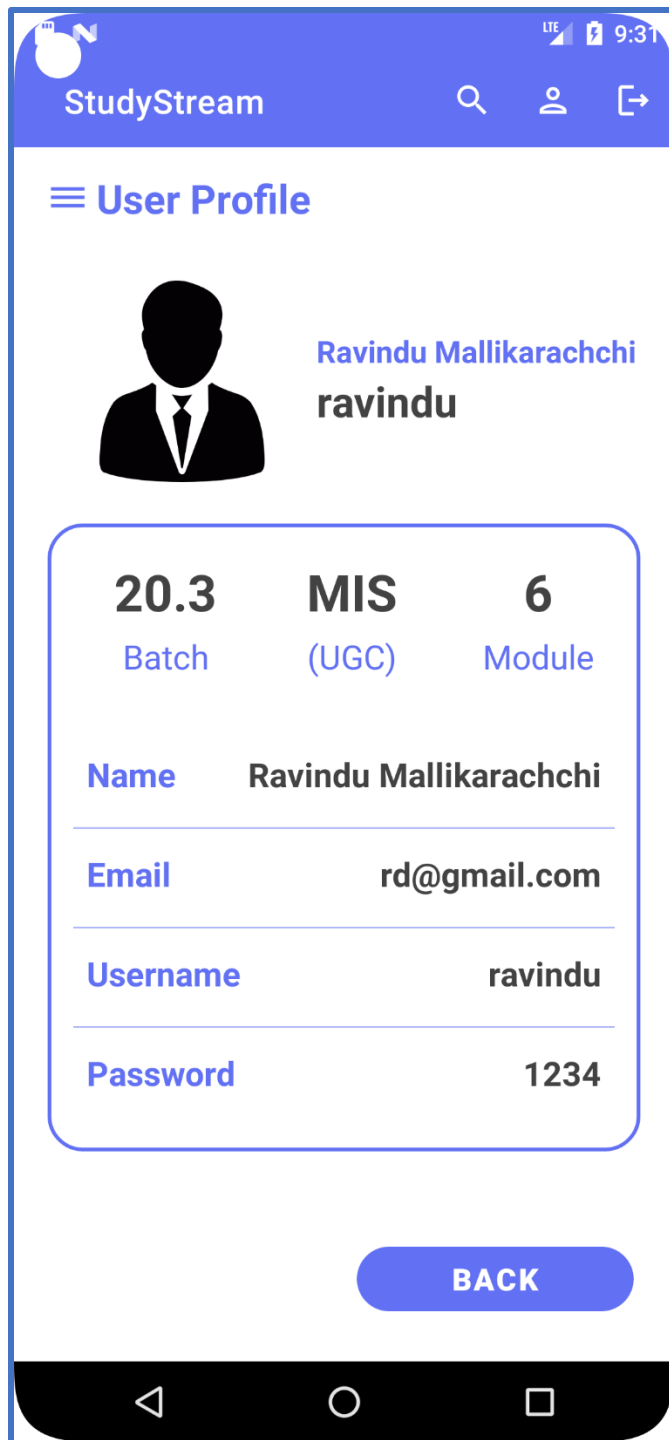 LTE 9:31
StudyStream
User Profile
Ravindu Mallikarachchi
ravindu
20.3 MIS 6
Batch (UGC) Module
Name Ravindu Mallikarachchi
Email rd@gmail.com
Username ravindu
Password 1234
BACK